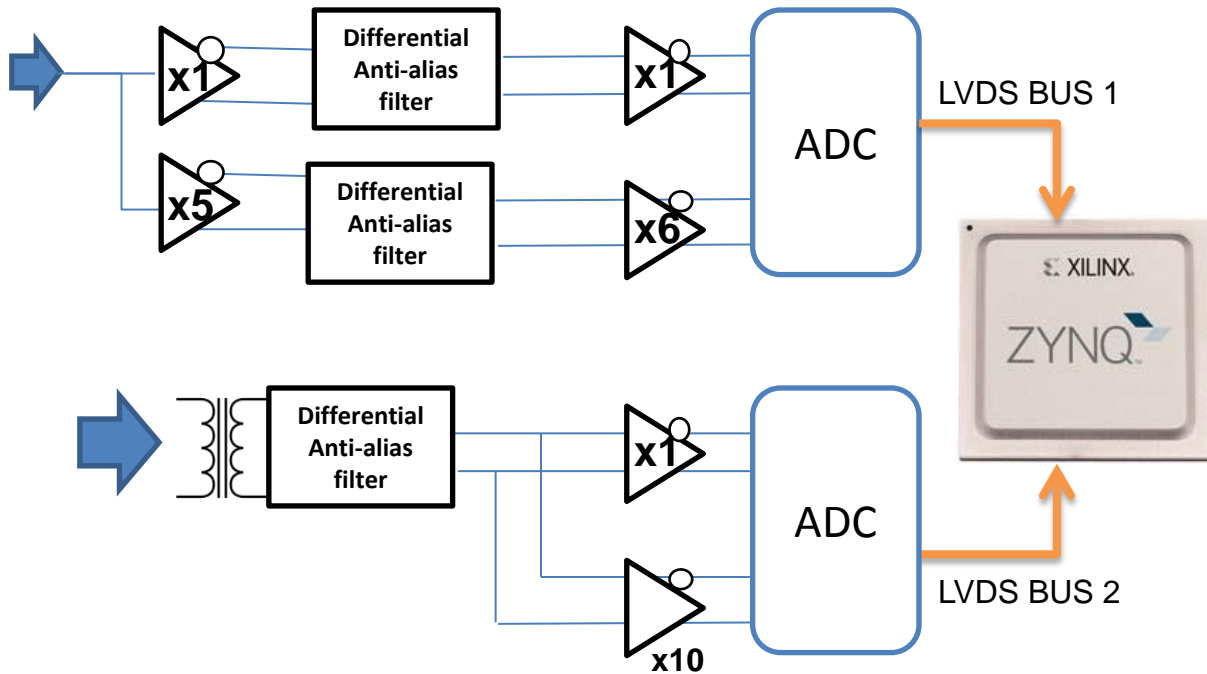 x1
Differential
Anti-alias
filter
x1
ADC
LVDS BUS 1
x5
Differential
Anti-alias
filter
x6
XILINX
ZYNQ
Differential
Anti-alias
filter
x1
ADC
LVDS BUS 2
x10